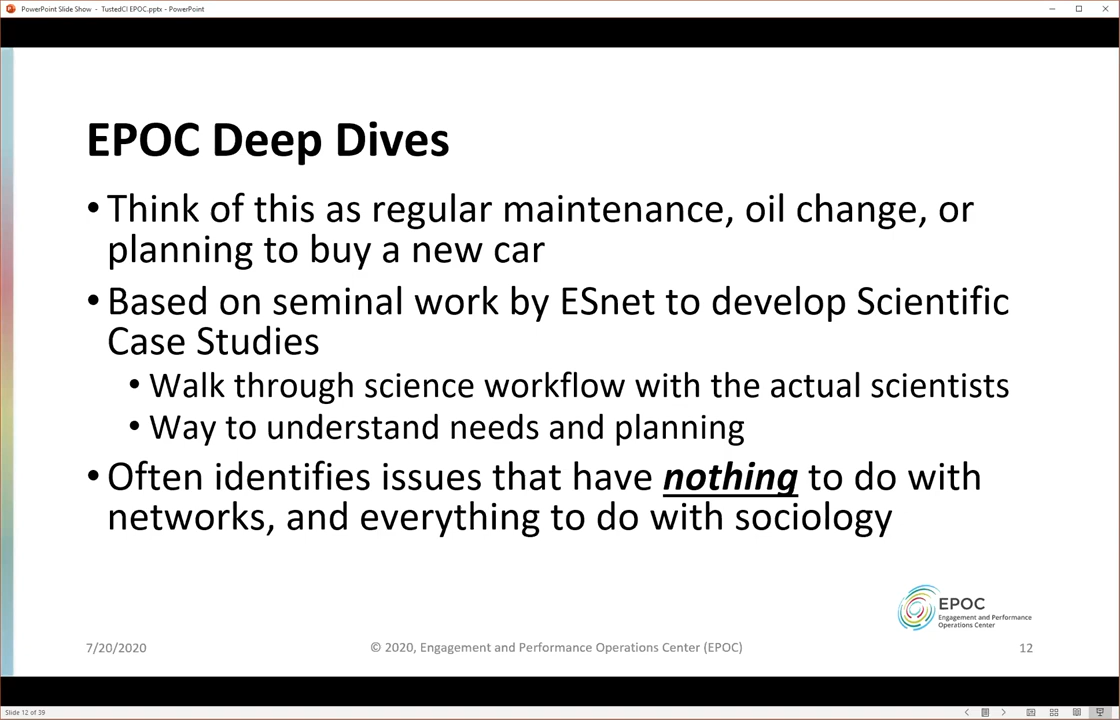 PowerPoint Slide Show - TustedCI EPOC.pptx - PowerPoint
EPOC Deep Dives
• Think of this as regular maintenance, oil change, or
planning to buy a new car
• Based on seminal work by ESnet to develop Scientific
Case Studies
• Walk through science workflow with the actual scientists
• Way to understand needs and planning
• Often identifies issues that have nothing to do with
networks, and everything to do with sociology
EPOC
Engagement and Performance
Operations Center
7/20/2020
© 2020, Engagement and Performance Operations Center (EPOC)
12
Slide 12 of 39